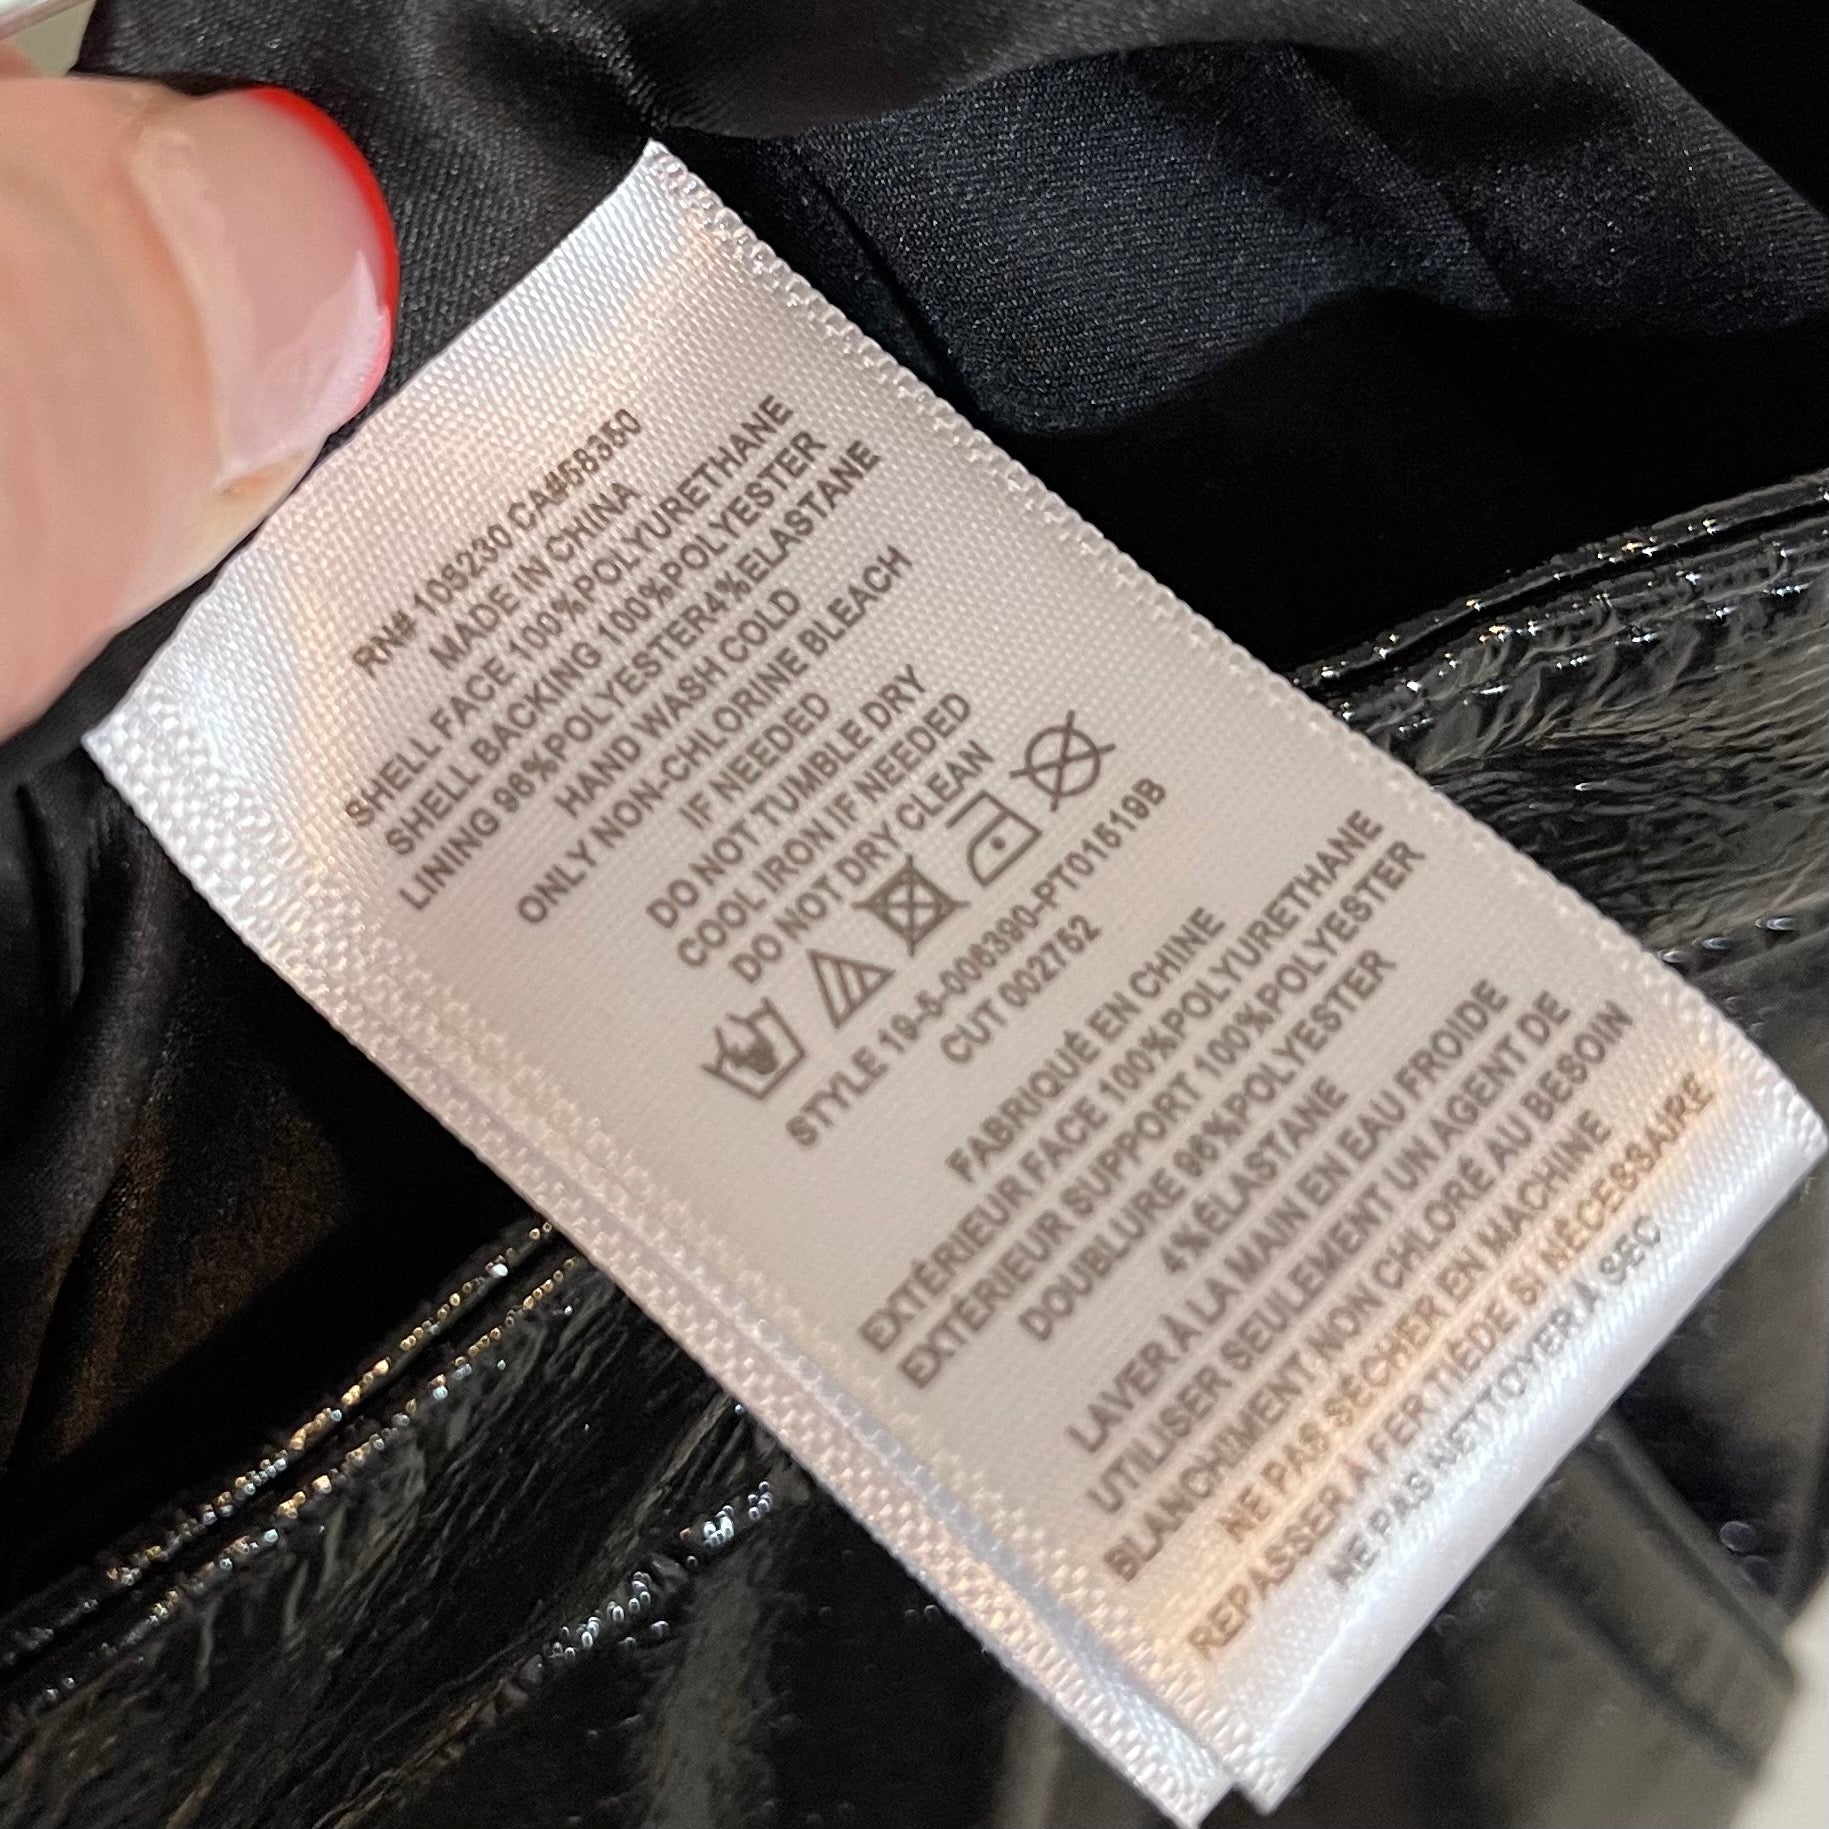 RN# 10S230 CA#58350
MADE IN CHINA
SHELL FACE 100%POLYURETHANE
SHELL BACKING 100%POLYESTER
LINING 96%POLYESTER4%ELASTANE
HAND WASH COLD
ONLY NON-CHLORINE BLEACH
IF NEEDED
DO NOT TUMBLE DRY
COOL IRON IF NEEDED
DO NOT DRY CLEAN
STYLE 19-5-006390-PT01519B
CUT 002752
FABRIQUÉ EN CHINE
EXTÉRIEUR FACE 100%POLYURETHANE
EXTÉRIEUR SUPPORT 100%POLYESTER
DOUBLURE 96%POLYESTER
4%ÉLASTANE
LAVER À LA MAIN EN EAU FROIDE
UTILISER SEULEMENT UN AGENT DE
BLANCHIMENT NON CHLORÉ AU BESOIN
NE PAS SÉCHER EN MACHINE
REPASSER À FER TIÈDE SI NÉCESSAIRE
NE PAS NETTOYER À SEC